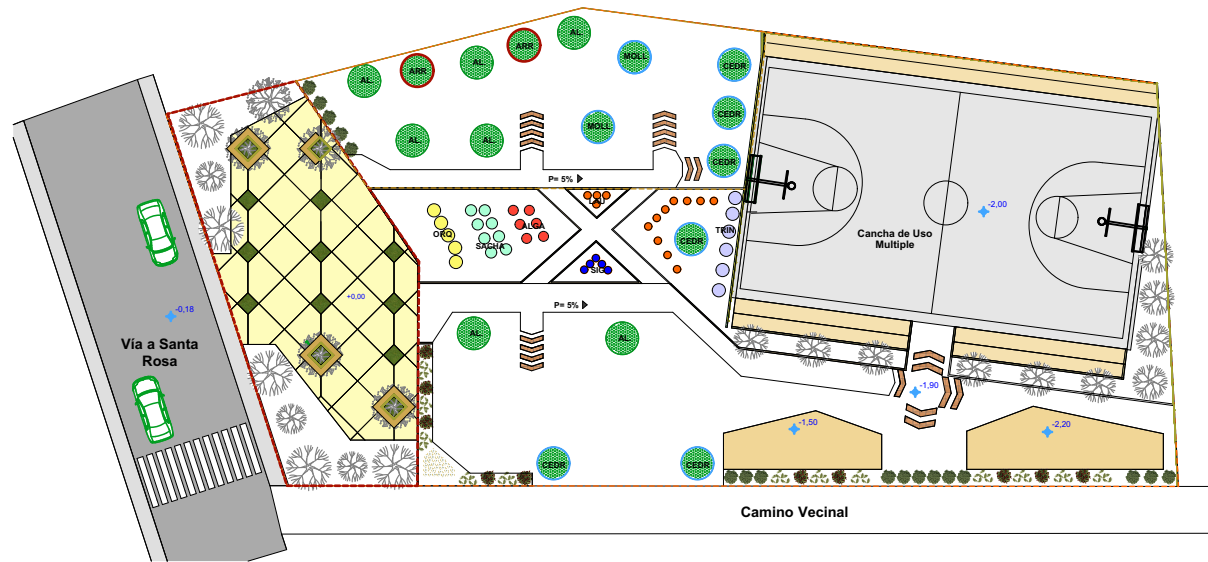 AL
ARR
AL
ARR
AL
MOLL
CEDR
AL
AL
MOLL
CEDR
CEDR
P= 5%
ORQ
SACHA
ALGA
SIG
CEDR
TRIN
-2,00
Cancha de Uso
Multiple
+0,00
-0,18
Vía a Santa
Rosa
P= 5%
AL
AL
-1,90
-1,50
-2,20
CEDR
CEDR
Camino Vecinal